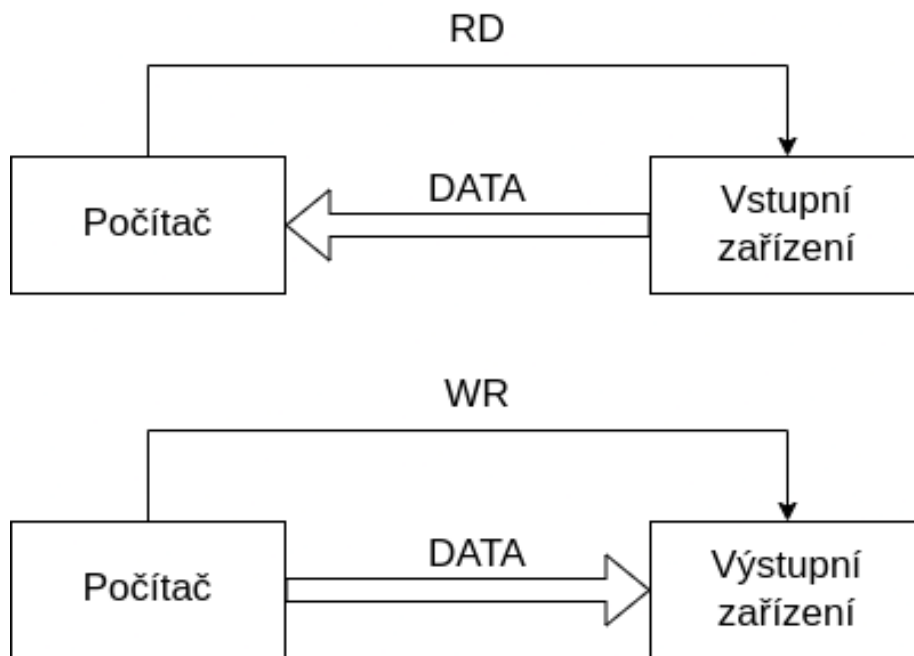 RD
Počítač
DATA
Vstupní
zařízení
WR
Počítač
DATA
Výstupní
zařízení